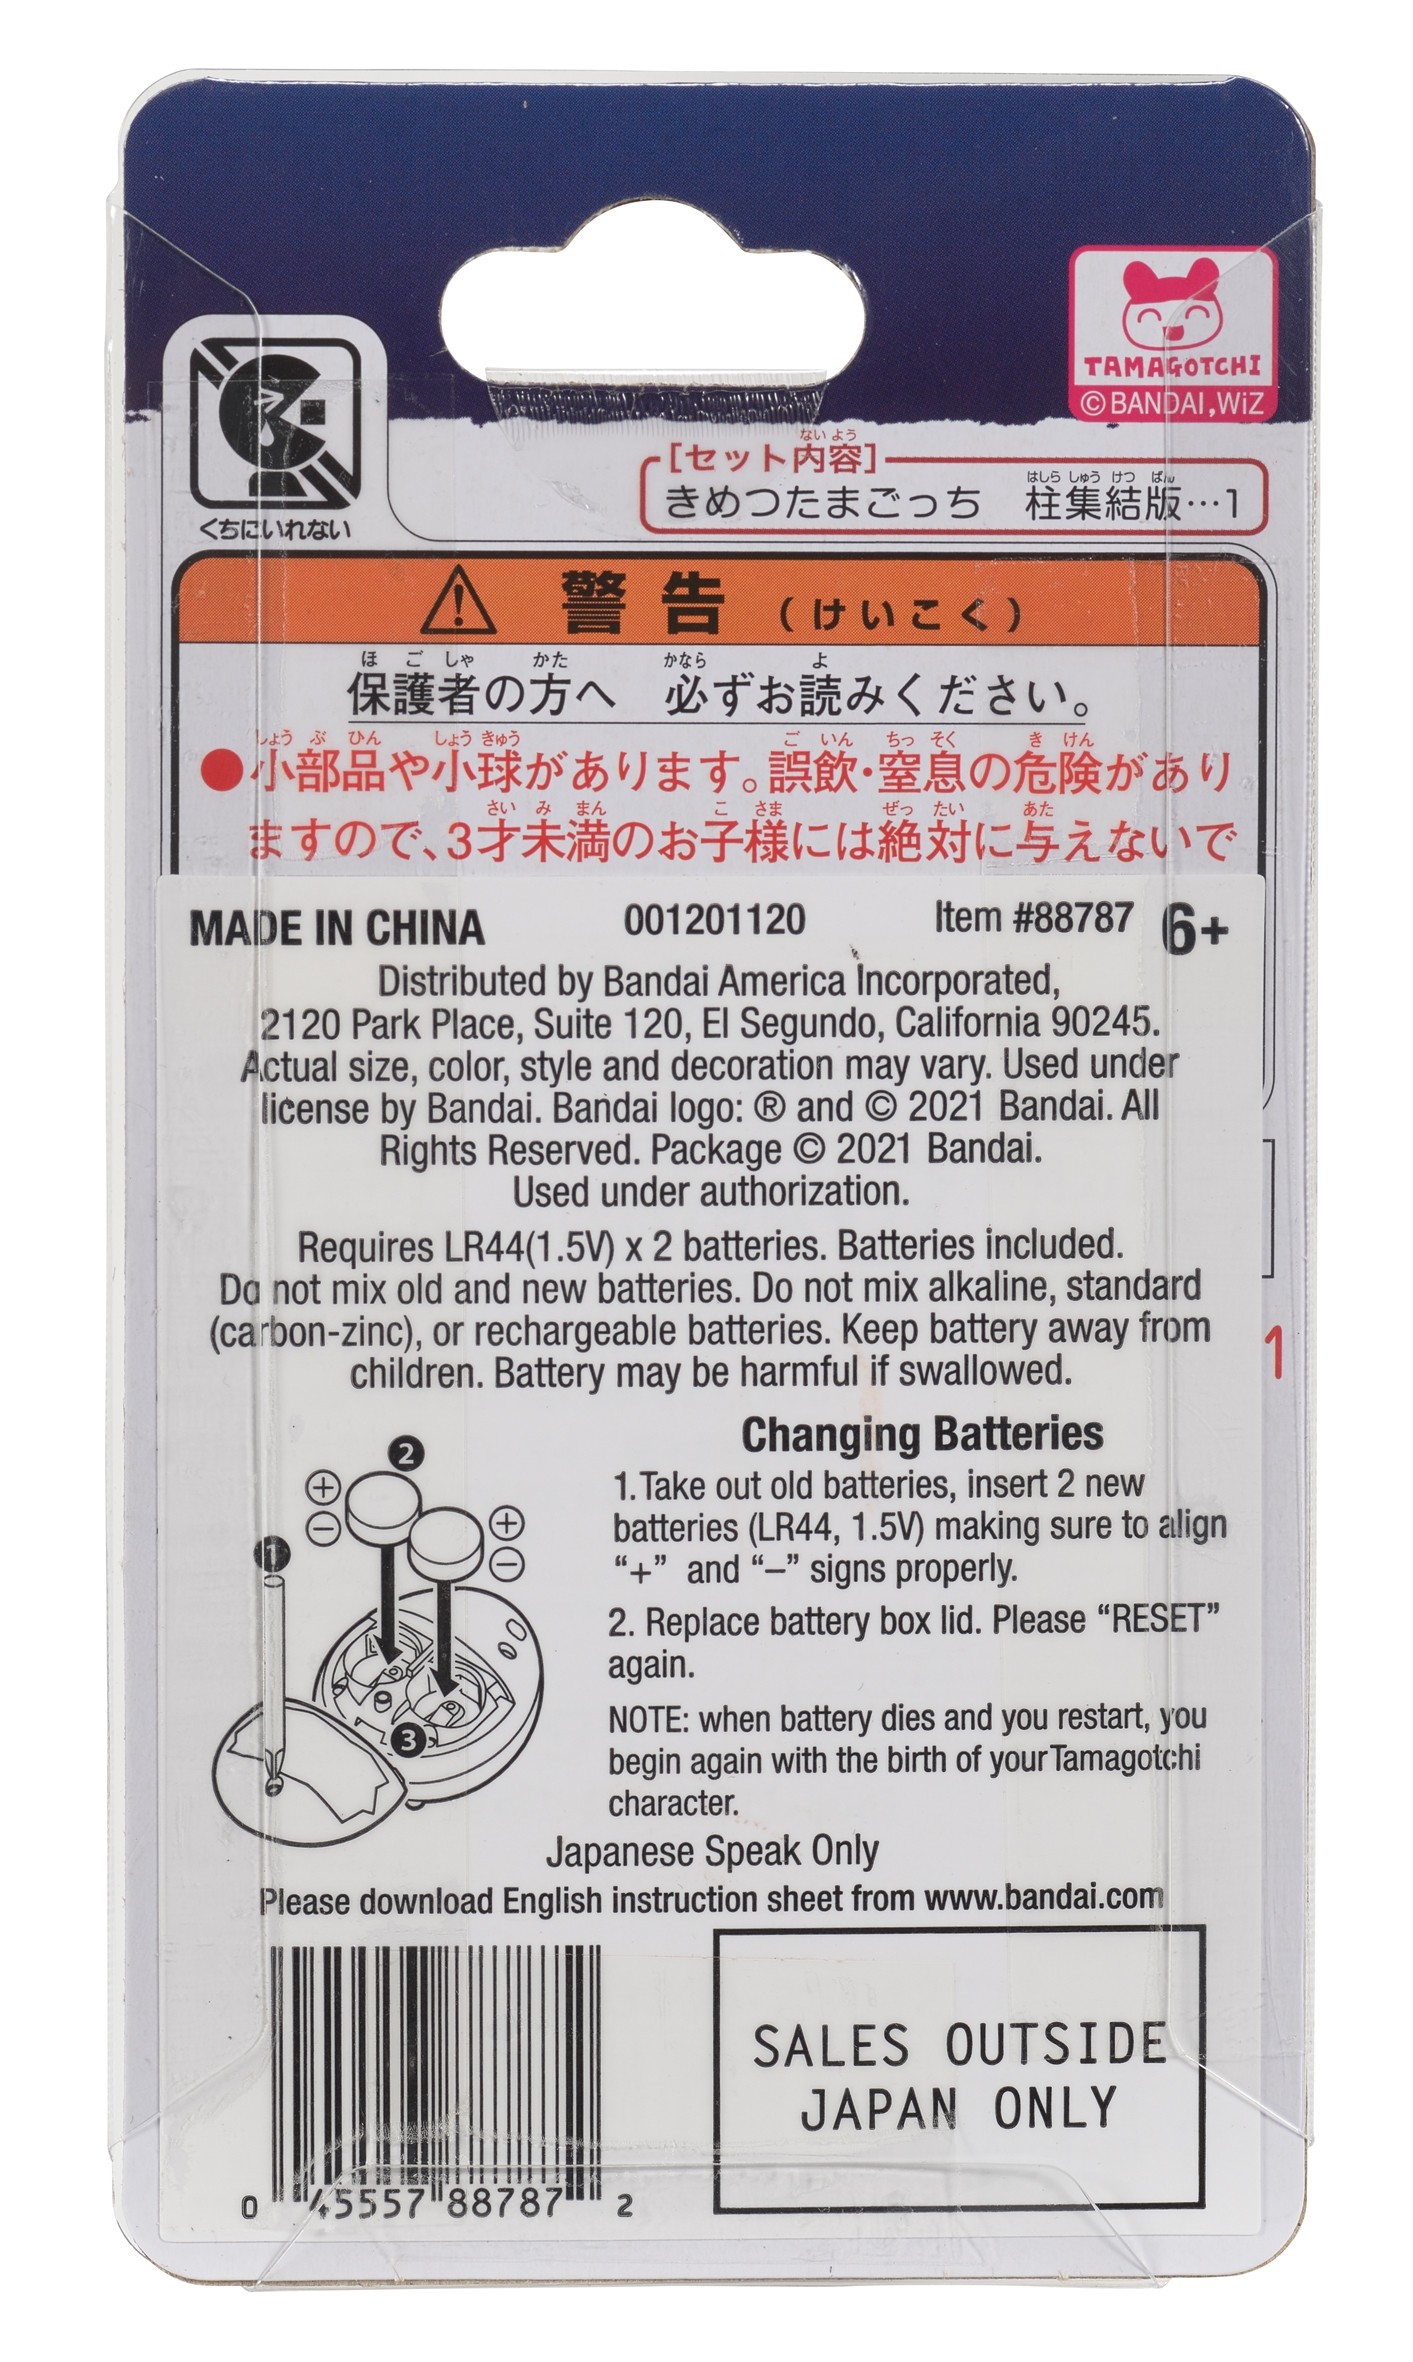 TAMAGOTCHI
©BANDAI,WiZ
くちにいれない
ないよう
[セット内容]
はしら しゅう けつ ばん
きめつたまごっち 柱集結版…1
警告（けいこく）
ほ ご しゃ かた かなら よ
保護者の方へ 必ずお読みください。
しょう ぶ ひん しょう きゅう ご いん ちっ そく き けん
●小部品や小球があります。誤飲・窒息の危険があり
さい み まん こ さま ぜっ たい あた
ますので、3才未満のお子様には絶対に与えないで
MADE IN CHINA 001201120 Item #88787 6+
Distributed by Bandai America Incorporated,
2120 Park Place, Suite 120, El Segundo, California 90245.
Actual size, color, style and decoration may vary. Used under
license by Bandai. Bandai logo: ® and © 2021 Bandai. All
Rights Reserved. Package © 2021 Bandai.
Used under authorization.
Requires LR44(1.5V) x 2 batteries. Batteries included.
Do not mix old and new batteries. Do not mix alkaline, standard
(carbon-zinc), or rechargeable batteries. Keep battery away from
children. Battery may be harmful if swallowed.
1
Changing Batteries
1.Take out old batteries, insert 2 new
batteries (LR44, 1.5V) making sure to align
“+” and “–” signs properly.
2. Replace battery box lid. Please “RESET”
again.
NOTE: when battery dies and you restart, you
begin again with the birth of your Tamagotchi
character.
2
+
−
+
−
1
3
Japanese Speak Only
Please download English instruction sheet from www.bandai.com
0 45557 88787 2
SALES OUTSIDE
JAPAN ONLY